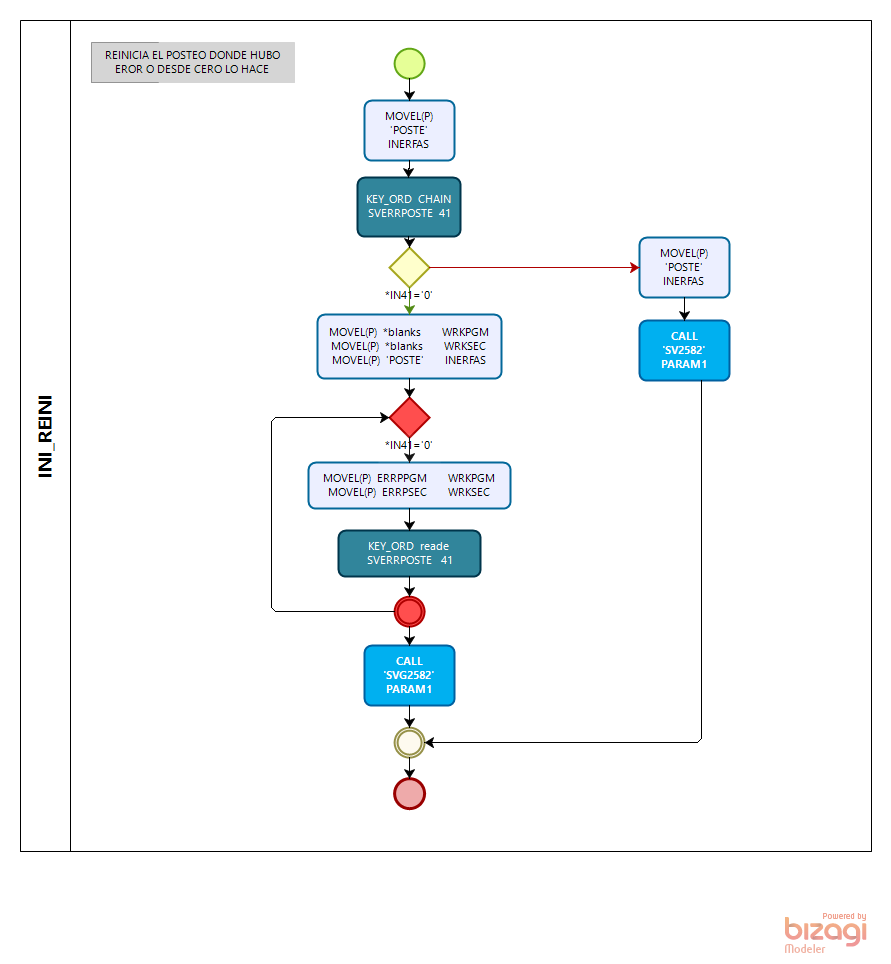 REINICIA EL POSTEO DONDE HUBO
EROR O DESDE CERO LO HACE
INI_REINI
MOVEL(P)
'POSTE'
INERFAS
KEY_ORD CHAIN
SVERRPOSTE 41
*IN41='0'
MOVEL(P)
'POSTE'
INERFAS
CALL
'SV2582'
PARAM1
MOVEL(P) *blanks WRKPGM
MOVEL(P) *blanks WRKSEC
MOVEL(P) 'POSTE' INERFAS
*IN41='0'
MOVEL(P) ERRPPGM WRKPGM
MOVEL(P) ERRPSEC WRKSEC
KEY_ORD reade
SVERRPOSTE 41
CALL
'SVG2582'
PARAM1
Powered by
bizagi
Modeler